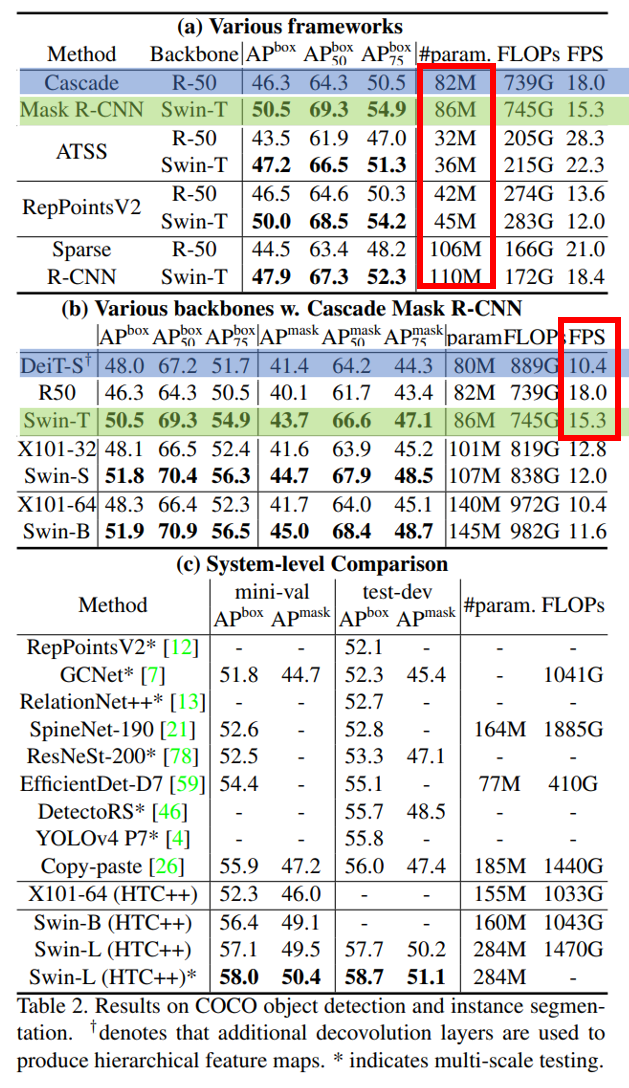 (a) Various frameworks
Method Backbone AP^box AP^box_50 AP^box_75 #param. FLOPs FPS
Cascade R-50 46.3 64.3 50.5 82M 739G 18.0
Mask R-CNN Swin-T 50.5 69.3 54.9 86M 745G 15.3
R-50 43.5 61.9 47.0 32M 205G 28.3
ATSS
Swin-T 47.2 66.5 51.3 36M 215G 22.3
R-50 46.5 64.6 50.3 42M 274G 13.6
RepPointsV2
Swin-T 50.0 68.5 54.2 45M 283G 12.0
Sparse R-50 44.5 63.4 48.2 106M 166G 21.0
R-CNN Swin-T 47.9 67.3 52.3 110M 172G 18.4
(b) Various backbones w. Cascade Mask R-CNN
AP^box AP^box_50 AP^box_75 AP^mask AP^mask_50 AP^mask_75 param FLOPs FPS
DeiT-S† 48.0 67.2 51.7 41.4 64.2 44.3 80M 889G 10.4
R50 46.3 64.3 50.5 40.1 61.7 43.4 82M 739G 18.0
Swin-T 50.5 69.3 54.9 43.7 66.6 47.1 86M 745G 15.3
X101-32 48.1 66.5 52.4 41.6 63.9 45.2 101M 819G 12.8
Swin-S 51.8 70.4 56.3 44.7 67.9 48.5 107M 838G 12.0
X101-64 48.3 66.4 52.3 41.7 64.0 45.1 140M 972G 10.4
Swin-B 51.9 70.9 56.5 45.0 68.4 48.7 145M 982G 11.6
(c) System-level Comparison
mini-val test-dev
Method #param. FLOPs
AP^box AP^mask AP^box AP^mask
RepPointsV2* [12] - - 52.1 - - -
GCNet* [7] 51.8 44.7 52.3 45.4 - 1041G
RelationNet++* [13] - - 52.7 - - -
SpineNet-190 [21] 52.6 - 52.8 - 164M 1885G
ResNeSt-200* [78] 52.5 - 53.3 47.1 - -
EfficientDet-D7 [59] 54.4 - 55.1 - 77M 410G
DetectoRS* [46] - - 55.7 48.5 - -
YOLOv4 P7* [4] - - 55.8 - - -
Copy-paste [26] 55.9 47.2 56.0 47.4 185M 1440G
X101-64 (HTC++) 52.3 46.0 - - 155M 1033G
Swin-B (HTC++) 56.4 49.1 - - 160M 1043G
Swin-L (HTC++) 57.1 49.5 57.7 50.2 284M 1470G
Swin-L (HTC++)* 58.0 50.4 58.7 51.1 284M -
Table 2. Results on COCO object detection and instance segmen-
tation. †denotes that additional decovolution layers are used to
produce hierarchical feature maps. * indicates multi-scale testing.